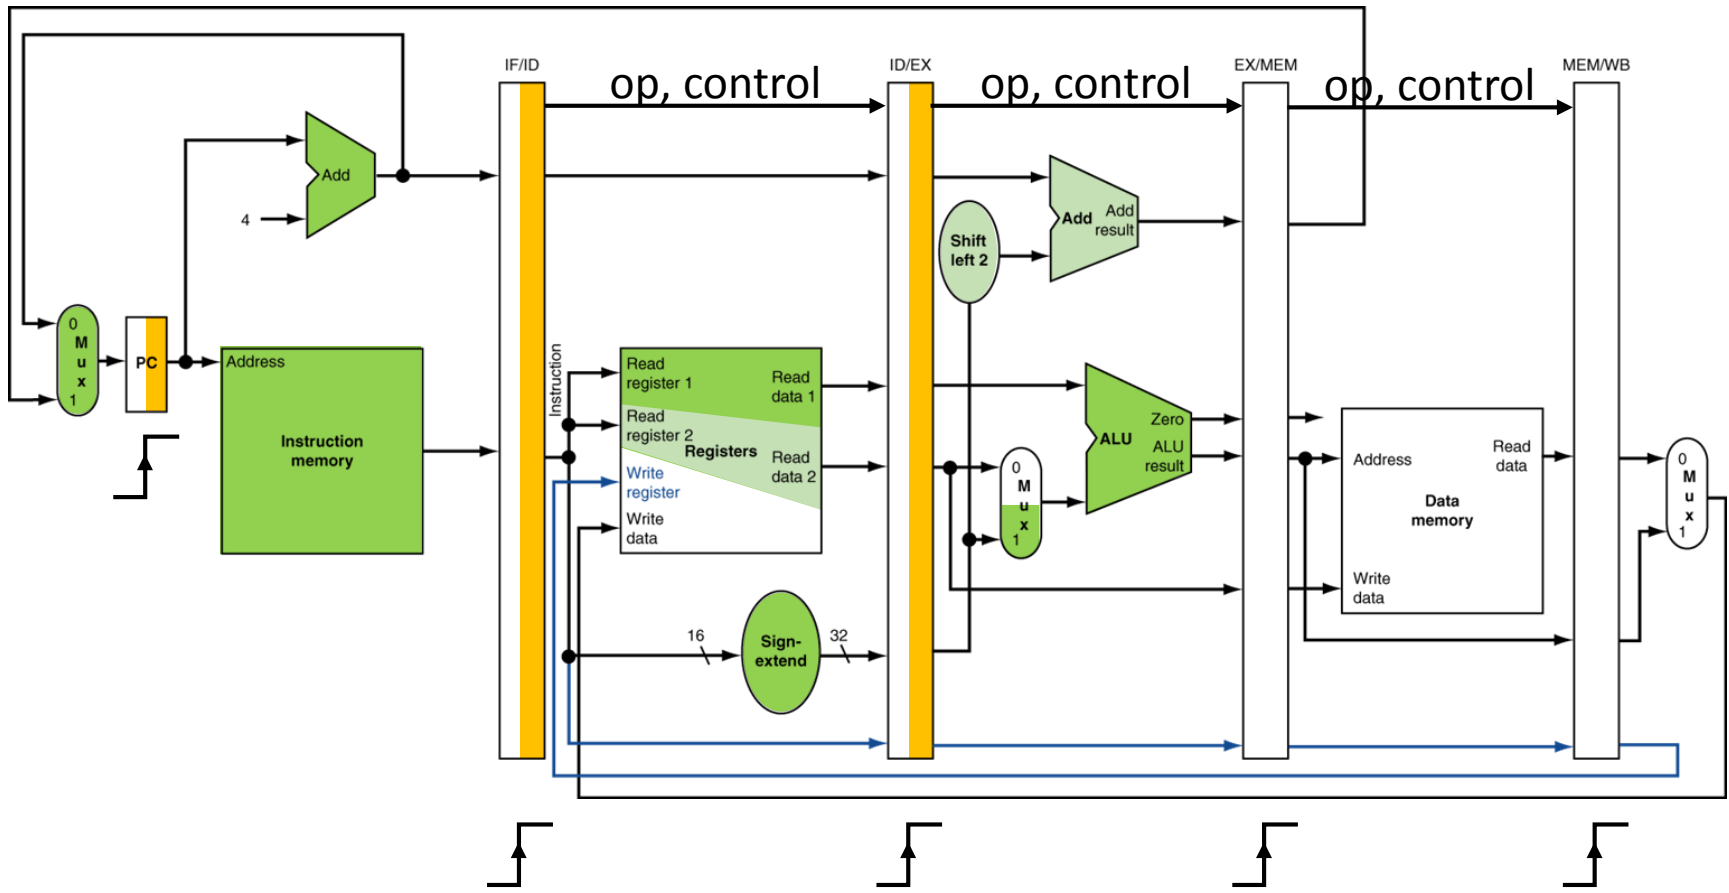 IF/ID
ID/EX
EX/MEM
MEM/WB
op, control
op, control
op, control
Add
4
Add
Add
result
Shift
left 2
0
M
u
x
1
PC
Address
Instruction
memory
Instruction
Read
register 1
Read
data 1
Read
register 2
Registers
Read
data 2
Write
register
Write
data
16
Sign-
extend
32
0
M
u
x
1
Zero
ALU
ALU
result
Address
Read
data
Data
memory
Write
data
0
M
u
x
1